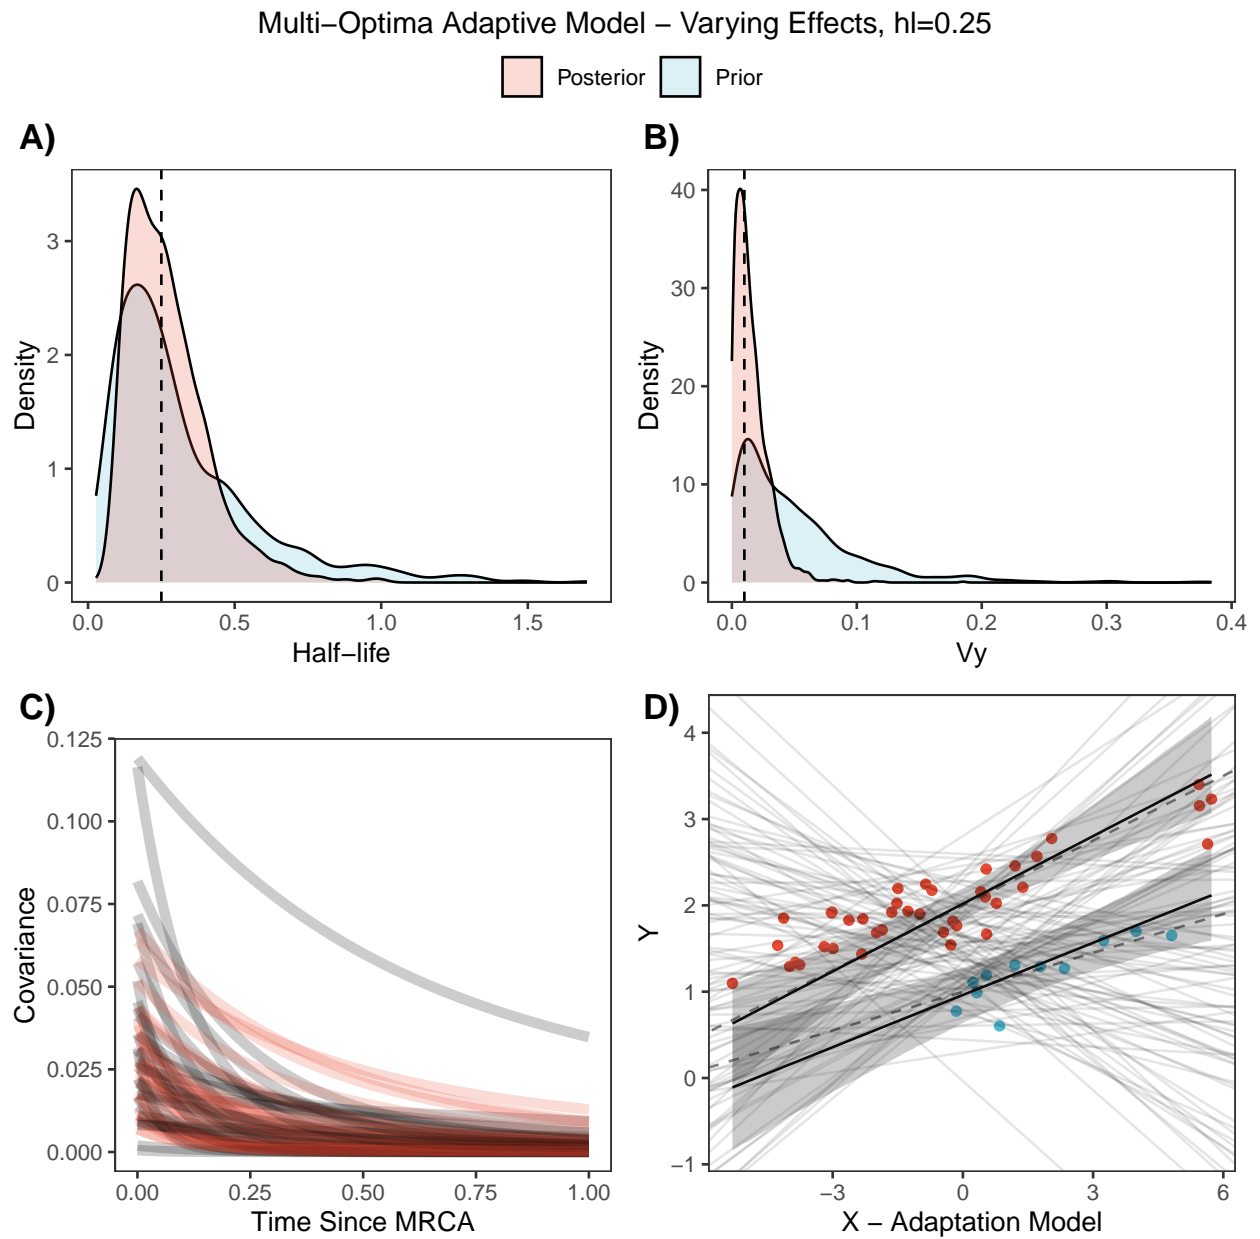 Multi−Optima Adaptive Model − Varying Effects, hl=0.25
Posterior Prior
A)
3
2
1
0
Density
0.0 0.5 1.0 1.5
Half−life
B)
40
30
20
10
0
Density
0.0 0.1 0.2 0.3 0.4
Vy
C)
0.125
0.100
0.075
0.050
0.025
0.000
Covariance
0.00 0.25 0.50 0.75 1.00
Time Since MRCA
D)
4
3
2
1
0
−1
Y
−3 0 3 6
X − Adaptation Model